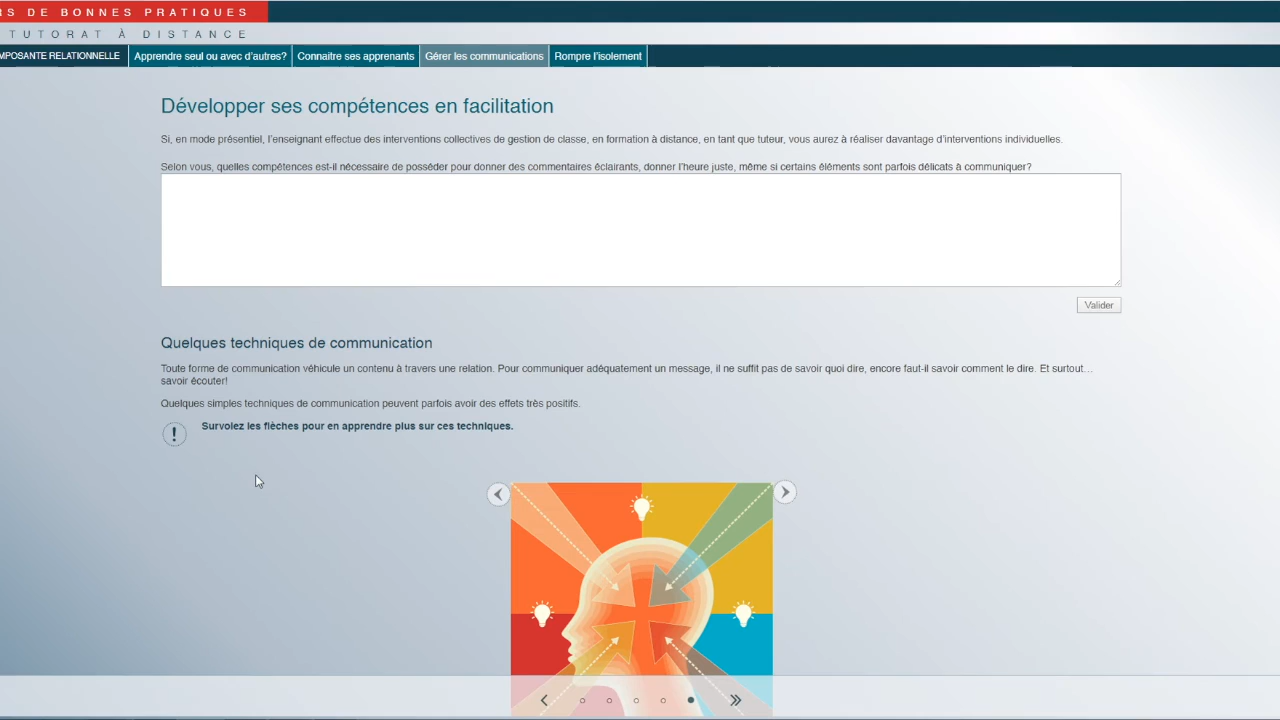 RS DE BONNES PRATIQUES
TUTORAT À DISTANCE
MPOSANTE RELATIONNELLE
Apprendre seul ou avec d'autres?
Connaitre ses apprenants
Gérer les communications
Rompre l'isolement
Développer ses compétences en facilitation
Si, en mode présentiel, l'enseignant effectue des interventions collectives de gestion de classe, en formation à distance, en tant que tuteur, vous aurez à réaliser davantage d'interventions individuelles.
Selon vous, quelles compétences est-il nécessaire de posséder pour donner des commentaires éclairants, donner l'heure juste, même si certains éléments sont parfois délicats à communiquer?
Valider
Quelques techniques de communication
Toute forme de communication véhicule un contenu à travers une relation. Pour communiquer adéquatement un message, il ne suffit pas de savoir quoi dire, encore faut-il savoir comment le dire. Et surtout…
savoir écouter!
Quelques simples techniques de communication peuvent parfois avoir des effets très positifs.
!
Survolez les flèches pour en apprendre plus sur ces techniques.